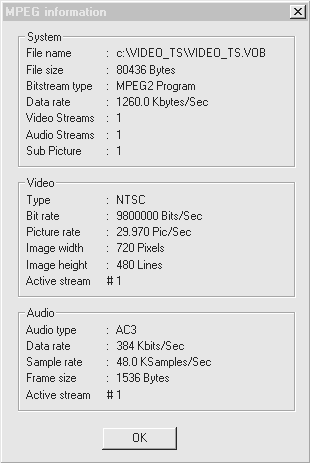 MPEG information
System
File name : c:\VIDEO_TS\VIDEO_TS.VOB
File size : 80436 Bytes
Bitstream type : MPEG2 Program
Data rate : 1260.0 Kbytes/Sec
Video Streams : 1
Audio Streams : 1
Sub Picture : 1
Video
Type : NTSC
Bit rate : 9800000 Bits/Sec
Picture rate : 29.970 Pic/Sec
Image width : 720 Pixels
Image height : 480 Lines
Active stream # 1
Audio
Audio type : AC3
Data rate : 384 Kbits/Sec
Sample rate : 48.0 KSamples/Sec
Frame size : 1536 Bytes
Active stream # 1
OK